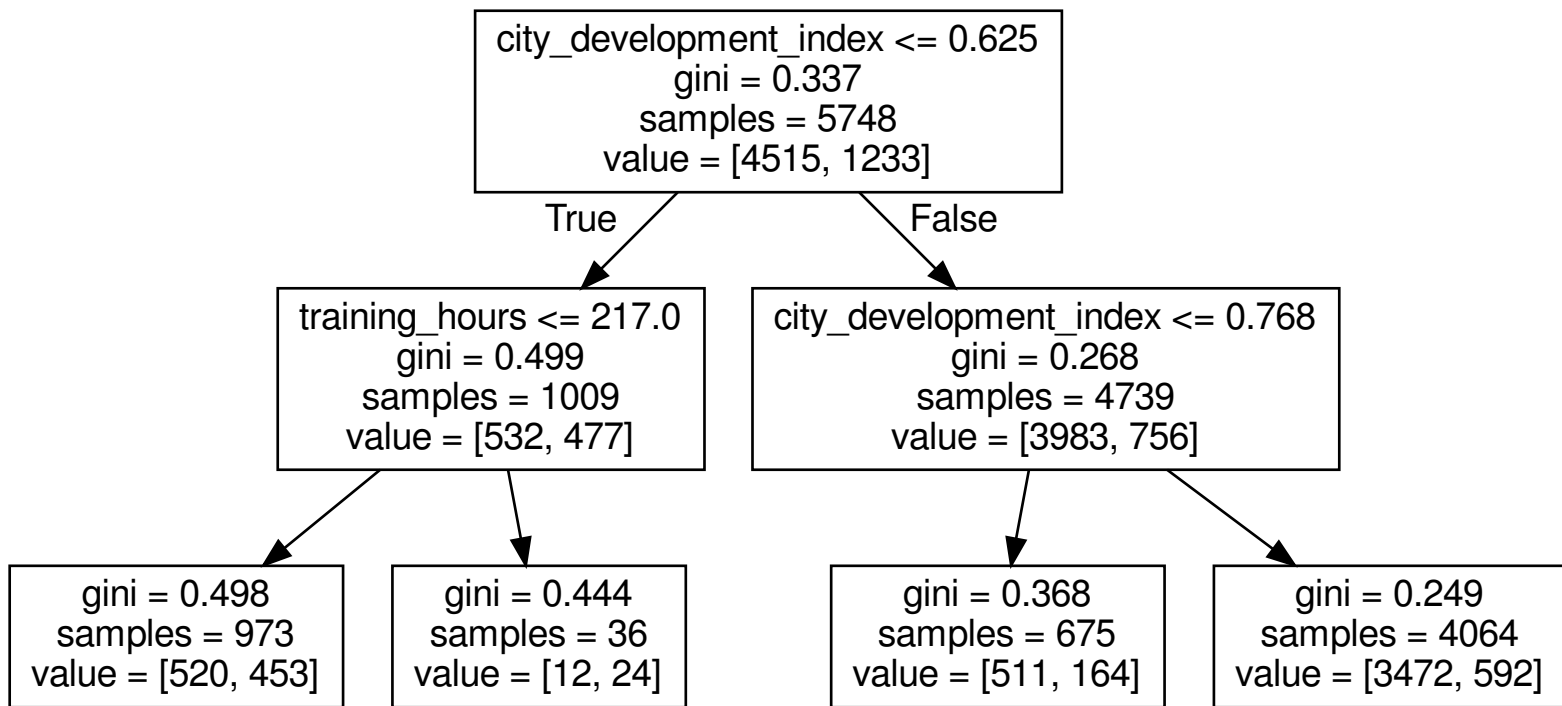 city_development_index <= 0.625
gini = 0.337
samples = 5748
value = [4515, 1233]
True
False
training_hours <= 217.0
gini = 0.499
samples = 1009
value = [532, 477]
city_development_index <= 0.768
gini = 0.268
samples = 4739
value = [3983, 756]
gini = 0.498
samples = 973
value = [520, 453]
gini = 0.444
samples = 36
value = [12, 24]
gini = 0.368
samples = 675
value = [511, 164]
gini = 0.249
samples = 4064
value = [3472, 592]